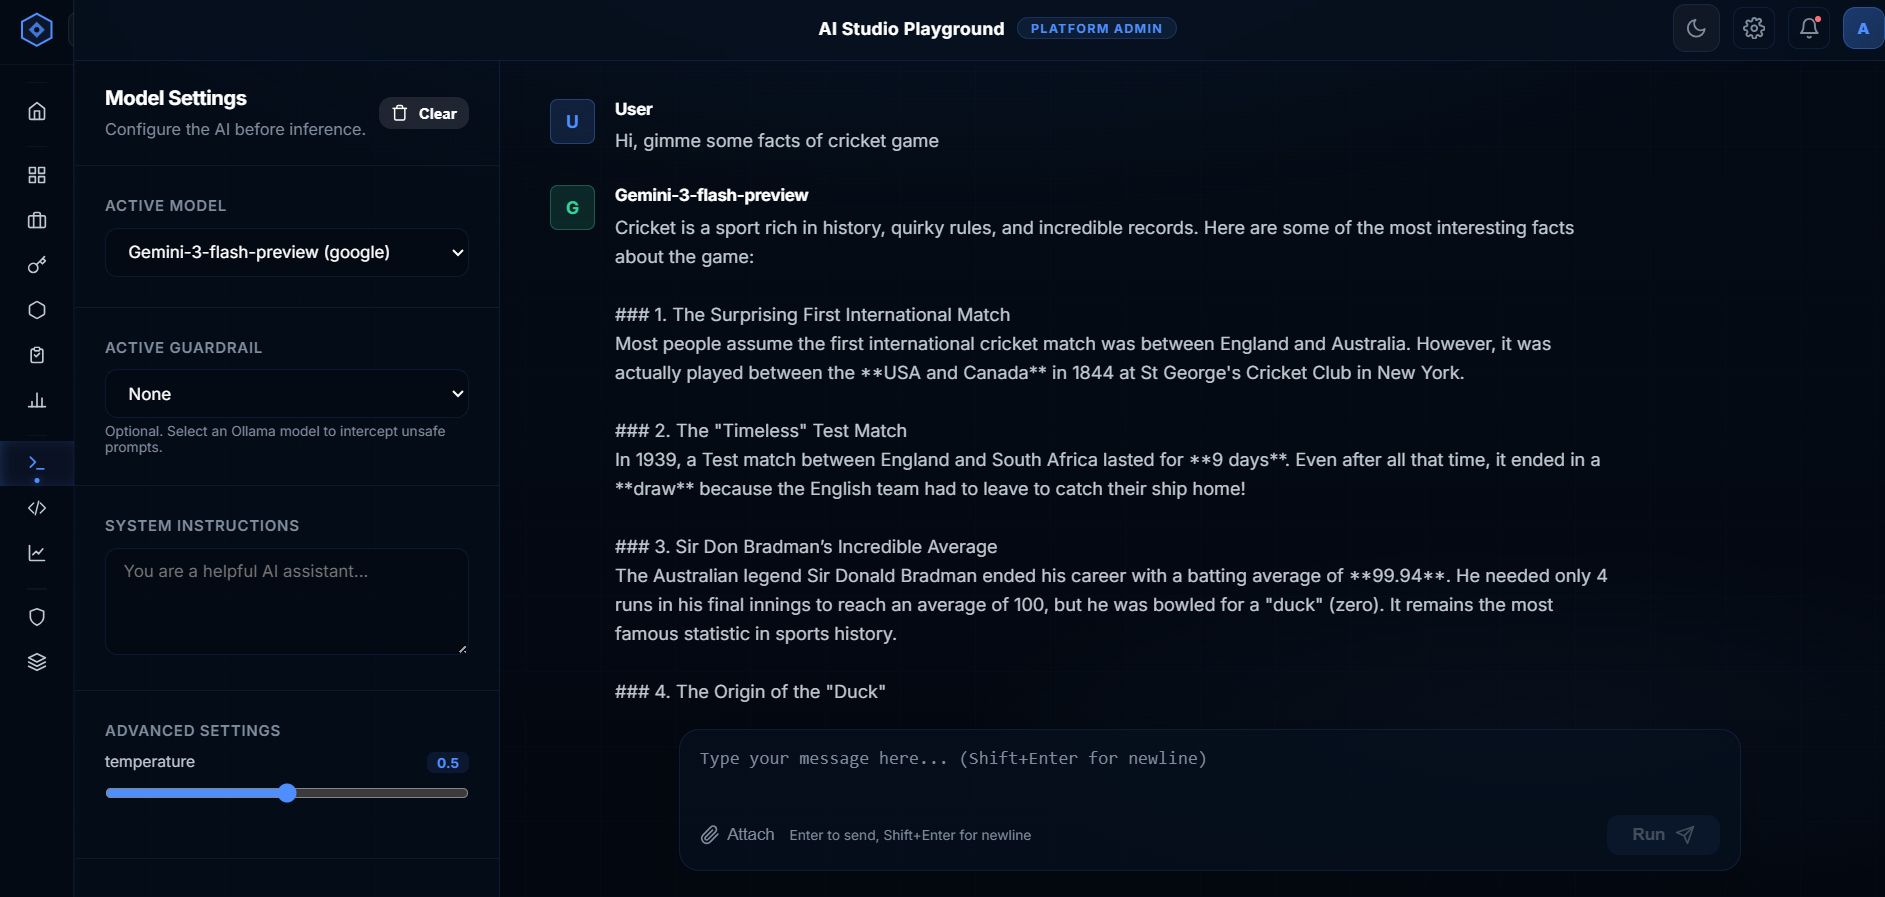 AI Studio Playground
PLATFORM ADMIN
A
Model Settings
Configure the AI before inference.
Clear
ACTIVE MODEL
Gemini-3-flash-preview (google)
ACTIVE GUARDRAIL
None
Optional. Select an Ollama model to intercept unsafe
prompts.
SYSTEM INSTRUCTIONS
You are a helpful AI assistant...
ADVANCED SETTINGS
temperature
0.5
U
User
Hi, gimme some facts of cricket game
G
Gemini-3-flash-preview
Cricket is a sport rich in history, quirky rules, and incredible records. Here are some of the most interesting facts
about the game:
### 1. The Surprising First International Match
Most people assume the first international cricket match was between England and Australia. However, it was
actually played between the **USA and Canada** in 1844 at St George's Cricket Club in New York.
### 2. The "Timeless" Test Match
In 1939, a Test match between England and South Africa lasted for **9 days**. Even after all that time, it ended in a
**draw** because the English team had to leave to catch their ship home!
### 3. Sir Don Bradman’s Incredible Average
The Australian legend Sir Donald Bradman ended his career with a batting average of **99.94**. He needed only 4
runs in his final innings to reach an average of 100, but he was bowled for a "duck" (zero). It remains the most
famous statistic in sports history.
### 4. The Origin of the "Duck"
Type your message here... (Shift+Enter for newline)
Attach
Enter to send, Shift+Enter for newline
Run